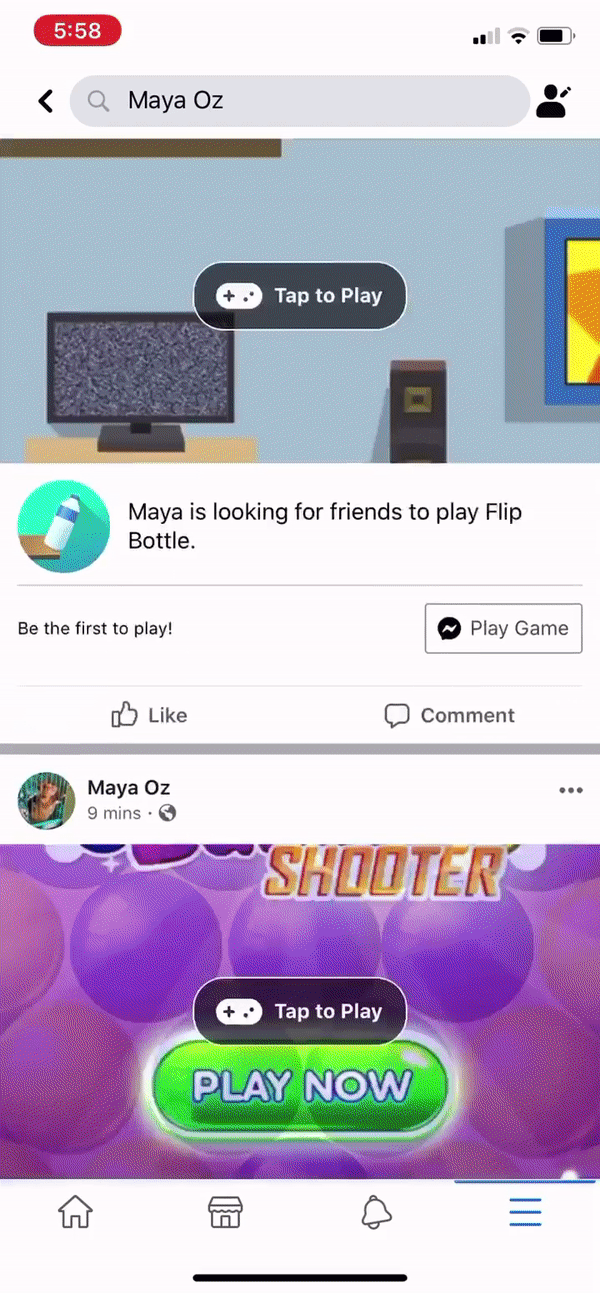 5:58
Maya Oz
Tap to Play
Maya is looking for friends to play Flip
Bottle.
Be the first to play!
Play Game
Like
Comment
Maya Oz
9 mins ·
SHOOTER
Tap to Play
PLAY NOW